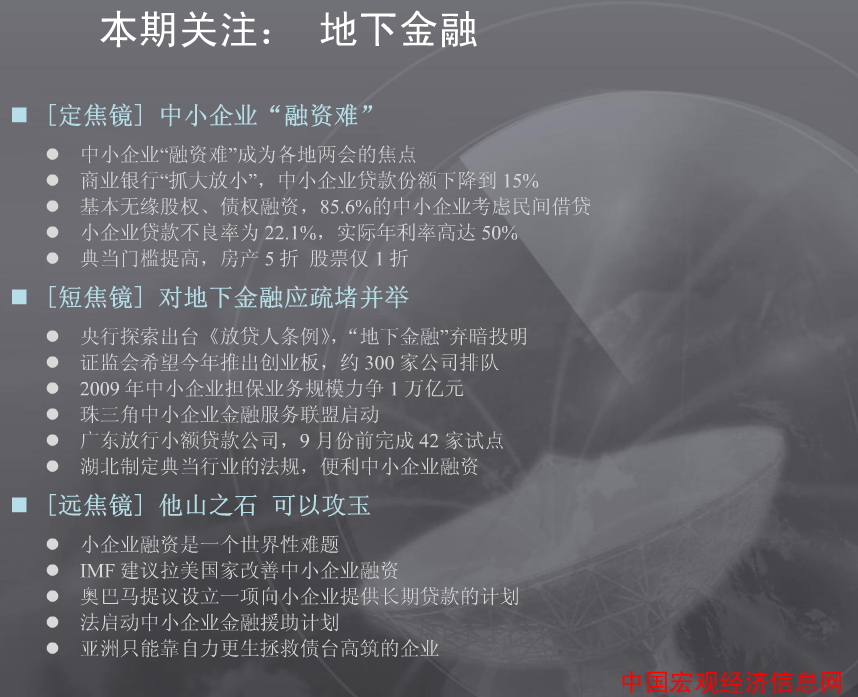 本期关注： 地下金融
■ [定焦镜] 中小企业“融资难”
● 中小企业“融资难”成为各地两会的焦点
● 商业银行“抓大放小”，中小企业贷款份额下降到 15%
● 基本无缘股权、债权融资，85.6%的中小企业考虑民间借贷
● 小企业贷款不良率为 22.1%，实际年利率高达 50%
● 典当门槛提高，房产 5 折 股票仅 1 折
■ [短焦镜] 对地下金融应疏堵并举
● 央行探索出台《放贷人条例》，“地下金融”弃暗投明
● 证监会希望今年推出创业板，约 300 家公司排队
● 2009 年中小企业担保业务规模力争 1 万亿元
● 珠三角中小企业金融服务联盟启动
● 广东放行小额贷款公司，9 月份前完成 42 家试点
● 湖北制定典当行业的法规，便利中小企业融资
■ [远焦镜] 他山之石 可以攻玉
● 小企业融资是一个世界性难题
● IMF 建议拉美国家改善中小企业融资
● 奥巴马提议设立一项向小企业提供长期贷款的计划
● 法启动中小企业金融援助计划
● 亚洲只能靠自力更生拯救债台高筑的企业
中国宏观经济信息网